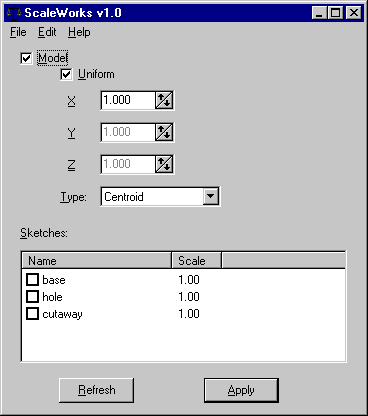 ScaleWorks v1.0
File Edit Help
Model
Uniform
X 1.000
Y 1.000
Z 1.000
Type: Centroid
Sketches:
Name Scale
base 1.00
hole 1.00
cutaway 1.00
Refresh Apply